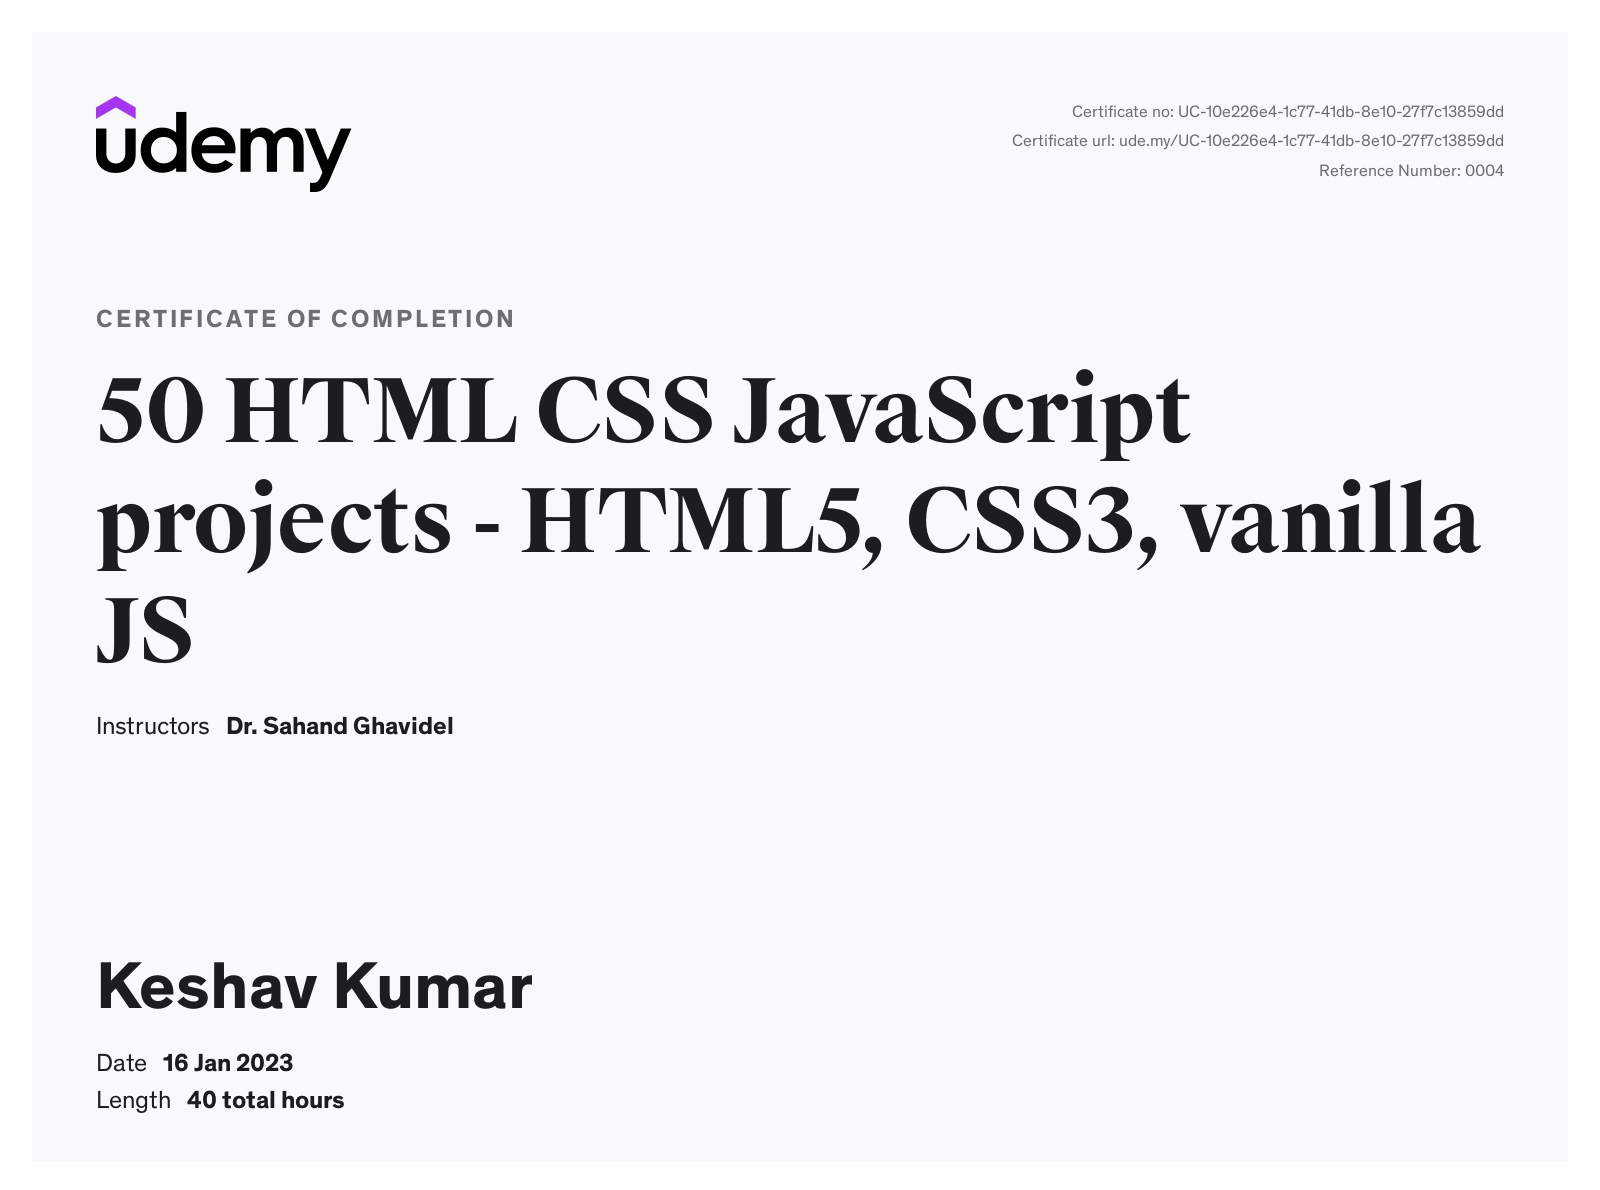 udemy
Certificate no: UC-10e226e4-1c77-41db-8e10-27f7c13859dd
Certificate url: ude.my/UC-10e226e4-1c77-41db-8e10-27f7c13859dd
Reference Number: 0004
CERTIFICATE OF COMPLETION
50 HTML CSS JavaScript
projects - HTML5, CSS3, vanilla
JS
Instructors Dr. Sahand Ghavidel
Keshav Kumar
Date 16 Jan 2023
Length 40 total hours